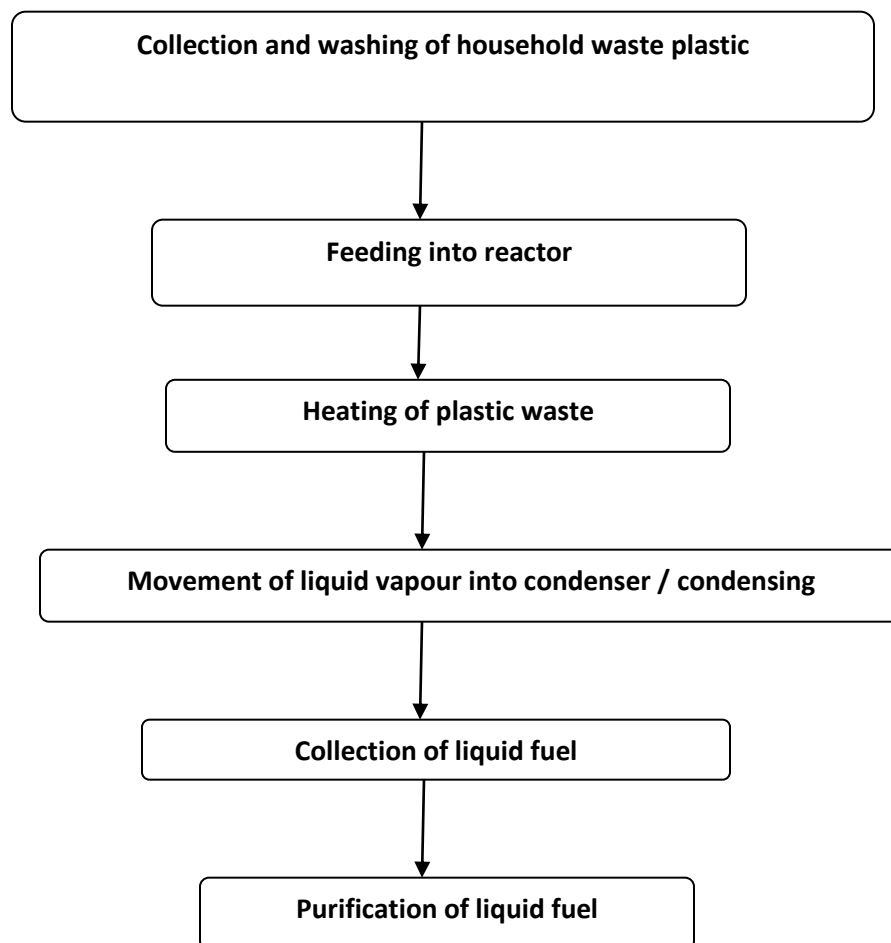 Collection and washing of household waste plastic
Feeding into reactor
Heating of plastic waste
Movement of liquid vapour into condenser / condensing
Collection of liquid fuel
Purification of liquid fuel